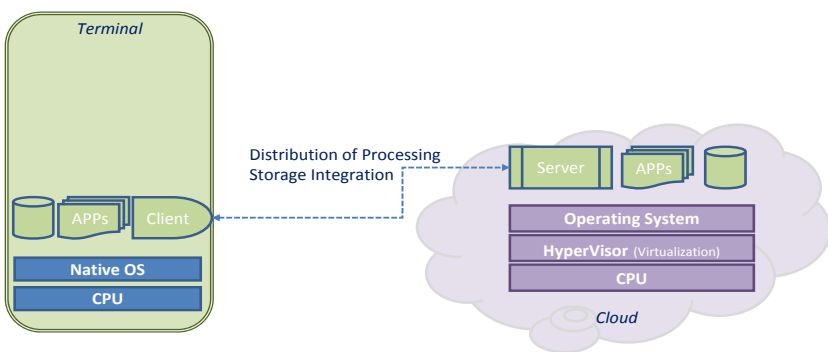 Terminal
Distribution of Processing
Storage Integration
APPs
Client
Native OS
CPU
Server
APPs
Operating System
HyperVisor (Virtualization)
CPU
Cloud